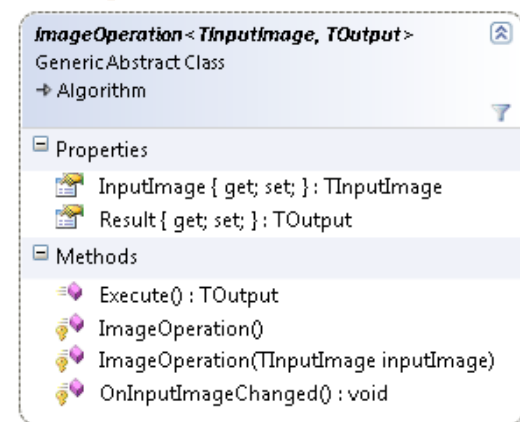 ImageOperation<TInputImage, TOutput>
Generic Abstract Class
Algorithm
Properties
InputImage { get; set; } : TInputImage
Result { get; set; } : TOutput
Methods
Execute() : TOutput
ImageOperation()
ImageOperation(TInputImage inputImage)
OnInputImageChanged() : void